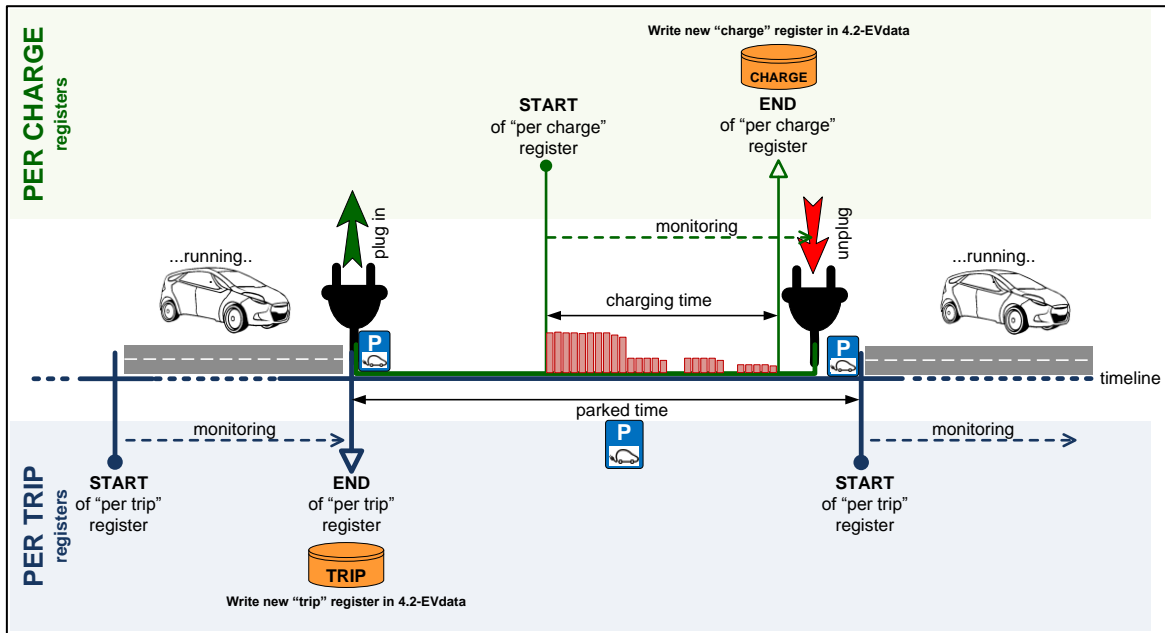 PER CHARGE
registers
Write new “charge” register in 4.2-EVdata
CHARGE
START
of “per charge”
register
END
of “per charge”
register
plug in
monitoring
unplug
...running..
...running..
charging time
P
P
timeline
parked time
P
monitoring
monitoring
PER TRIP
registers
START
of “per trip”
register
END
of “per trip”
register
START
of “per trip”
register
TRIP
Write new “trip” register in 4.2-EVdata